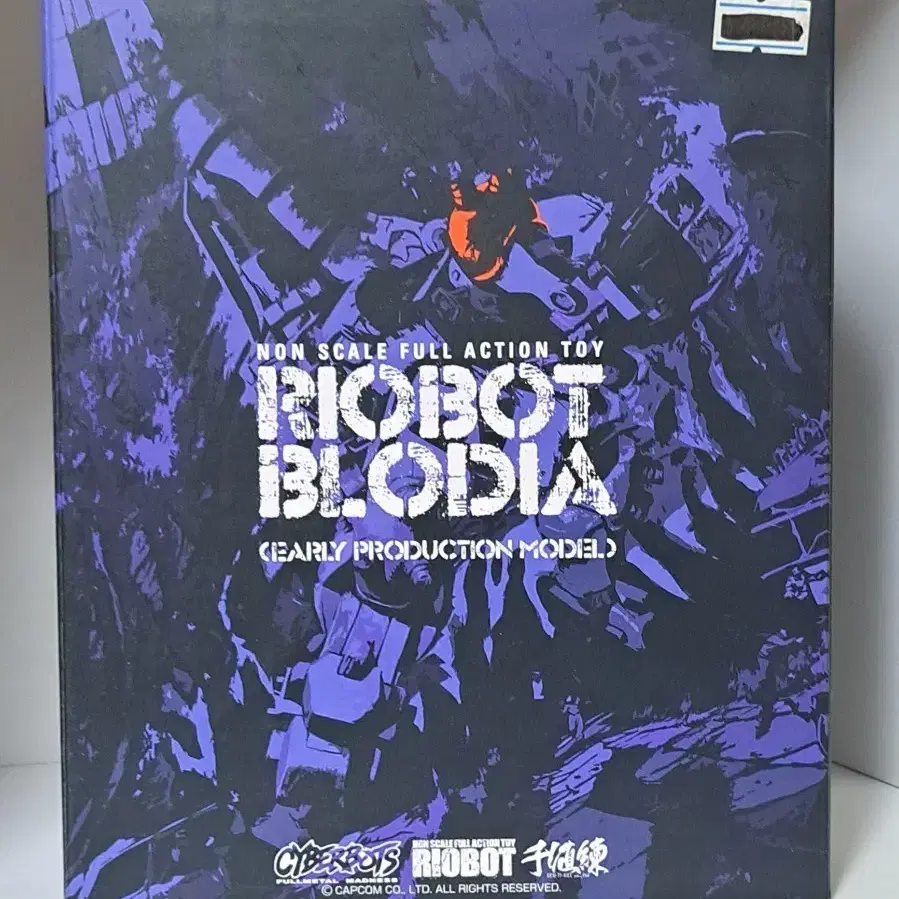 NON SCALE FULL ACTION TOY
RIOBOT
BLODIA
(EARLY PRODUCTION MODEL)
CYBERBOTS
FULLMETAL MADNESS
NON SCALE FULL ACTION TOY
RIOBOT
千値練
© CAPCOM CO., LTD. ALL RIGHTS RESERVED.